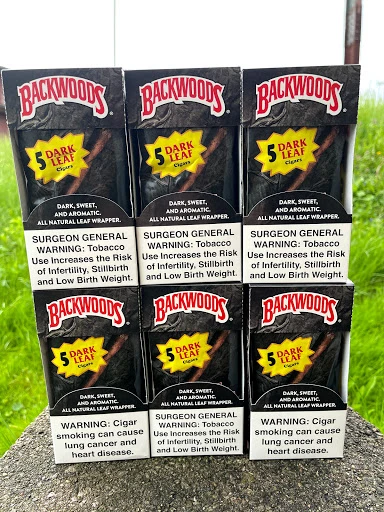 BACKWOODS
5 DARK
LEAF
Cigars
DARK, SWEET,
AND AROMATIC.
ALL NATURAL LEAF WRAPPER.
SURGEON GENERAL
WARNING: Tobacco
Use Increases the Risk
of Infertility, Stillbirth
and Low Birth Weight.
BACKWOODS
5 DARK
LEAF
Cigars
DARK, SWEET,
AND AROMATIC.
ALL NATURAL LEAF WRAPPER.
SURGEON GENERAL
WARNING: Tobacco
Use Increases the Risk
of Infertility, Stillbirth
and Low Birth Weight.
BACKWOODS
5 DARK
LEAF
Cigars
DARK, SWEET,
AND AROMATIC.
ALL NATURAL LEAF WRAPPER.
SURGEON GENERAL
WARNING: Tobacco
Use Increases the Risk
of Infertility, Stillbirth
and Low Birth Weight.
BACKWOODS
5 DARK
LEAF
Cigars
DARK, SWEET,
AND AROMATIC.
ALL NATURAL LEAF WRAPPER.
WARNING: Cigar
smoking can cause
lung cancer and
heart disease.
BACKWOODS
5 DARK
LEAF
Cigars
DARK, SWEET,
AND AROMATIC.
ALL NATURAL LEAF WRAPPER.
SURGEON GENERAL
WARNING: Tobacco
Use Increases the Risk
of Infertility, Stillbirth
and Low Birth Weight.
BACKWOODS
5 DARK
LEAF
Cigars
DARK, SWEET,
AND AROMATIC.
ALL NATURAL LEAF WRAPPER.
WARNING: Cigar
smoking can cause
lung cancer and
heart disease.